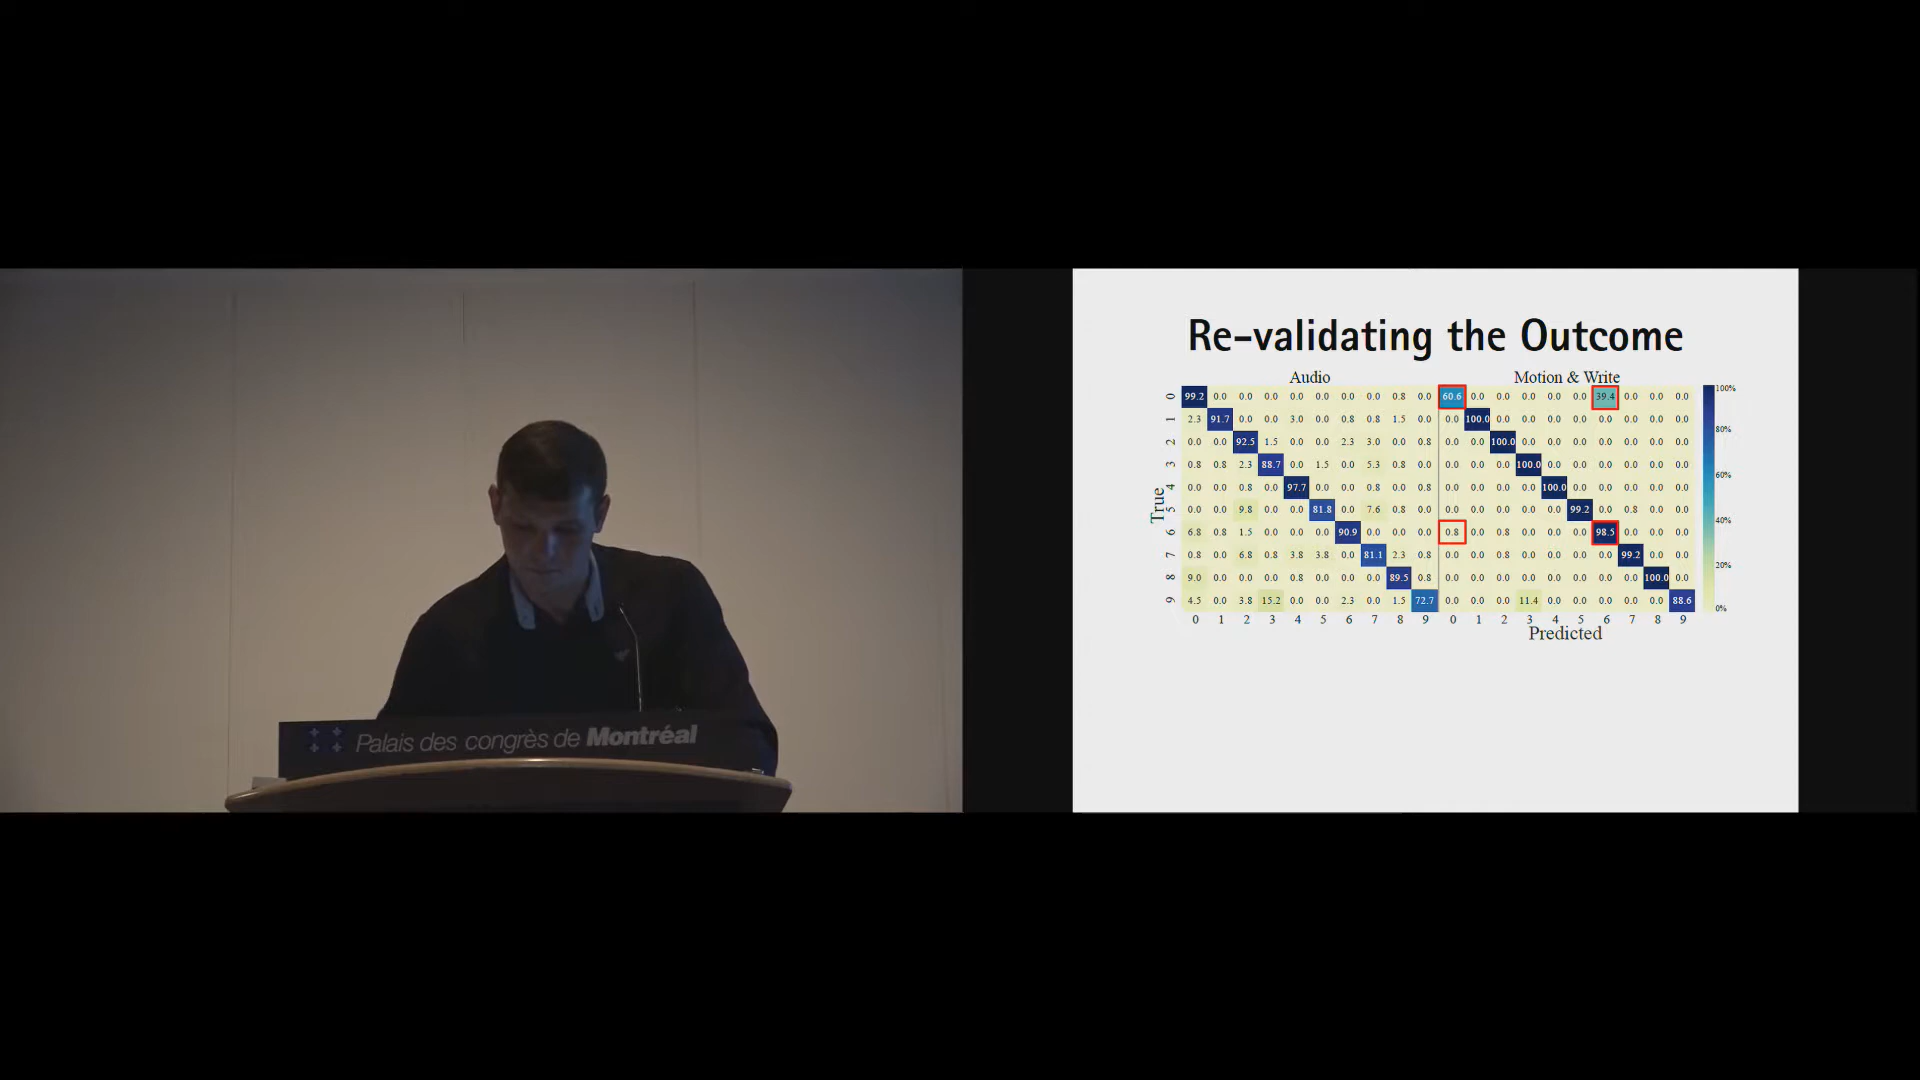 Palais des congrès de Montréal
Re-validating the Outcome
Audio Motion & Write
0 99.2 0.0 0.0 0.0 0.0 0.0 0.0 0.0 0.8 0.0 60.6 0.0 0.0 0.0 0.0 0.0 39.4 0.0 0.0 0.0 100%
1 2.3 91.7 0.0 0.0 3.0 0.0 0.8 0.8 1.5 0.0 0.0 100.0 0.0 0.0 0.0 0.0 0.0 0.0 0.0 0.0 80%
2 0.0 0.0 92.5 1.5 0.0 0.0 2.3 3.0 0.0 0.8 0.0 0.0 100.0 0.0 0.0 0.0 0.0 0.0 0.0 0.0
3 0.8 0.8 2.3 88.7 0.0 1.5 0.0 5.3 0.8 0.0 0.0 0.0 0.0 100.0 0.0 0.0 0.0 0.0 0.0 0.0 60%
4 0.0 0.0 0.8 0.0 97.7 0.0 0.0 0.8 0.0 0.8 0.0 0.0 0.0 0.0 100.0 0.0 0.0 0.0 0.0 0.0
True
5 0.0 0.0 9.8 0.0 0.0 81.8 0.0 7.6 0.8 0.0 0.0 0.0 0.0 0.0 0.0 99.2 0.0 0.8 0.0 0.0 40%
6 6.8 0.8 1.5 0.0 0.0 0.0 90.9 0.0 0.0 0.0 0.8 0.0 0.8 0.0 0.0 0.0 98.5 0.0 0.0 0.0
7 0.8 0.0 6.8 0.8 3.8 3.8 0.0 81.1 2.3 0.8 0.0 0.0 0.8 0.0 0.0 0.0 0.0 99.2 0.0 0.0 20%
8 9.0 0.0 0.0 0.0 0.8 0.0 0.0 0.0 89.5 0.8 0.0 0.0 0.0 0.0 0.0 0.0 0.0 0.0 100.0 0.0
9 4.5 0.0 3.8 15.2 0.0 0.0 2.3 0.0 1.5 72.7 0.0 0.0 0.0 11.4 0.0 0.0 0.0 0.0 0.0 88.6 0%
0 1 2 3 4 5 6 7 8 9 0 1 2 3 4 5 6 7 8 9
Predicted